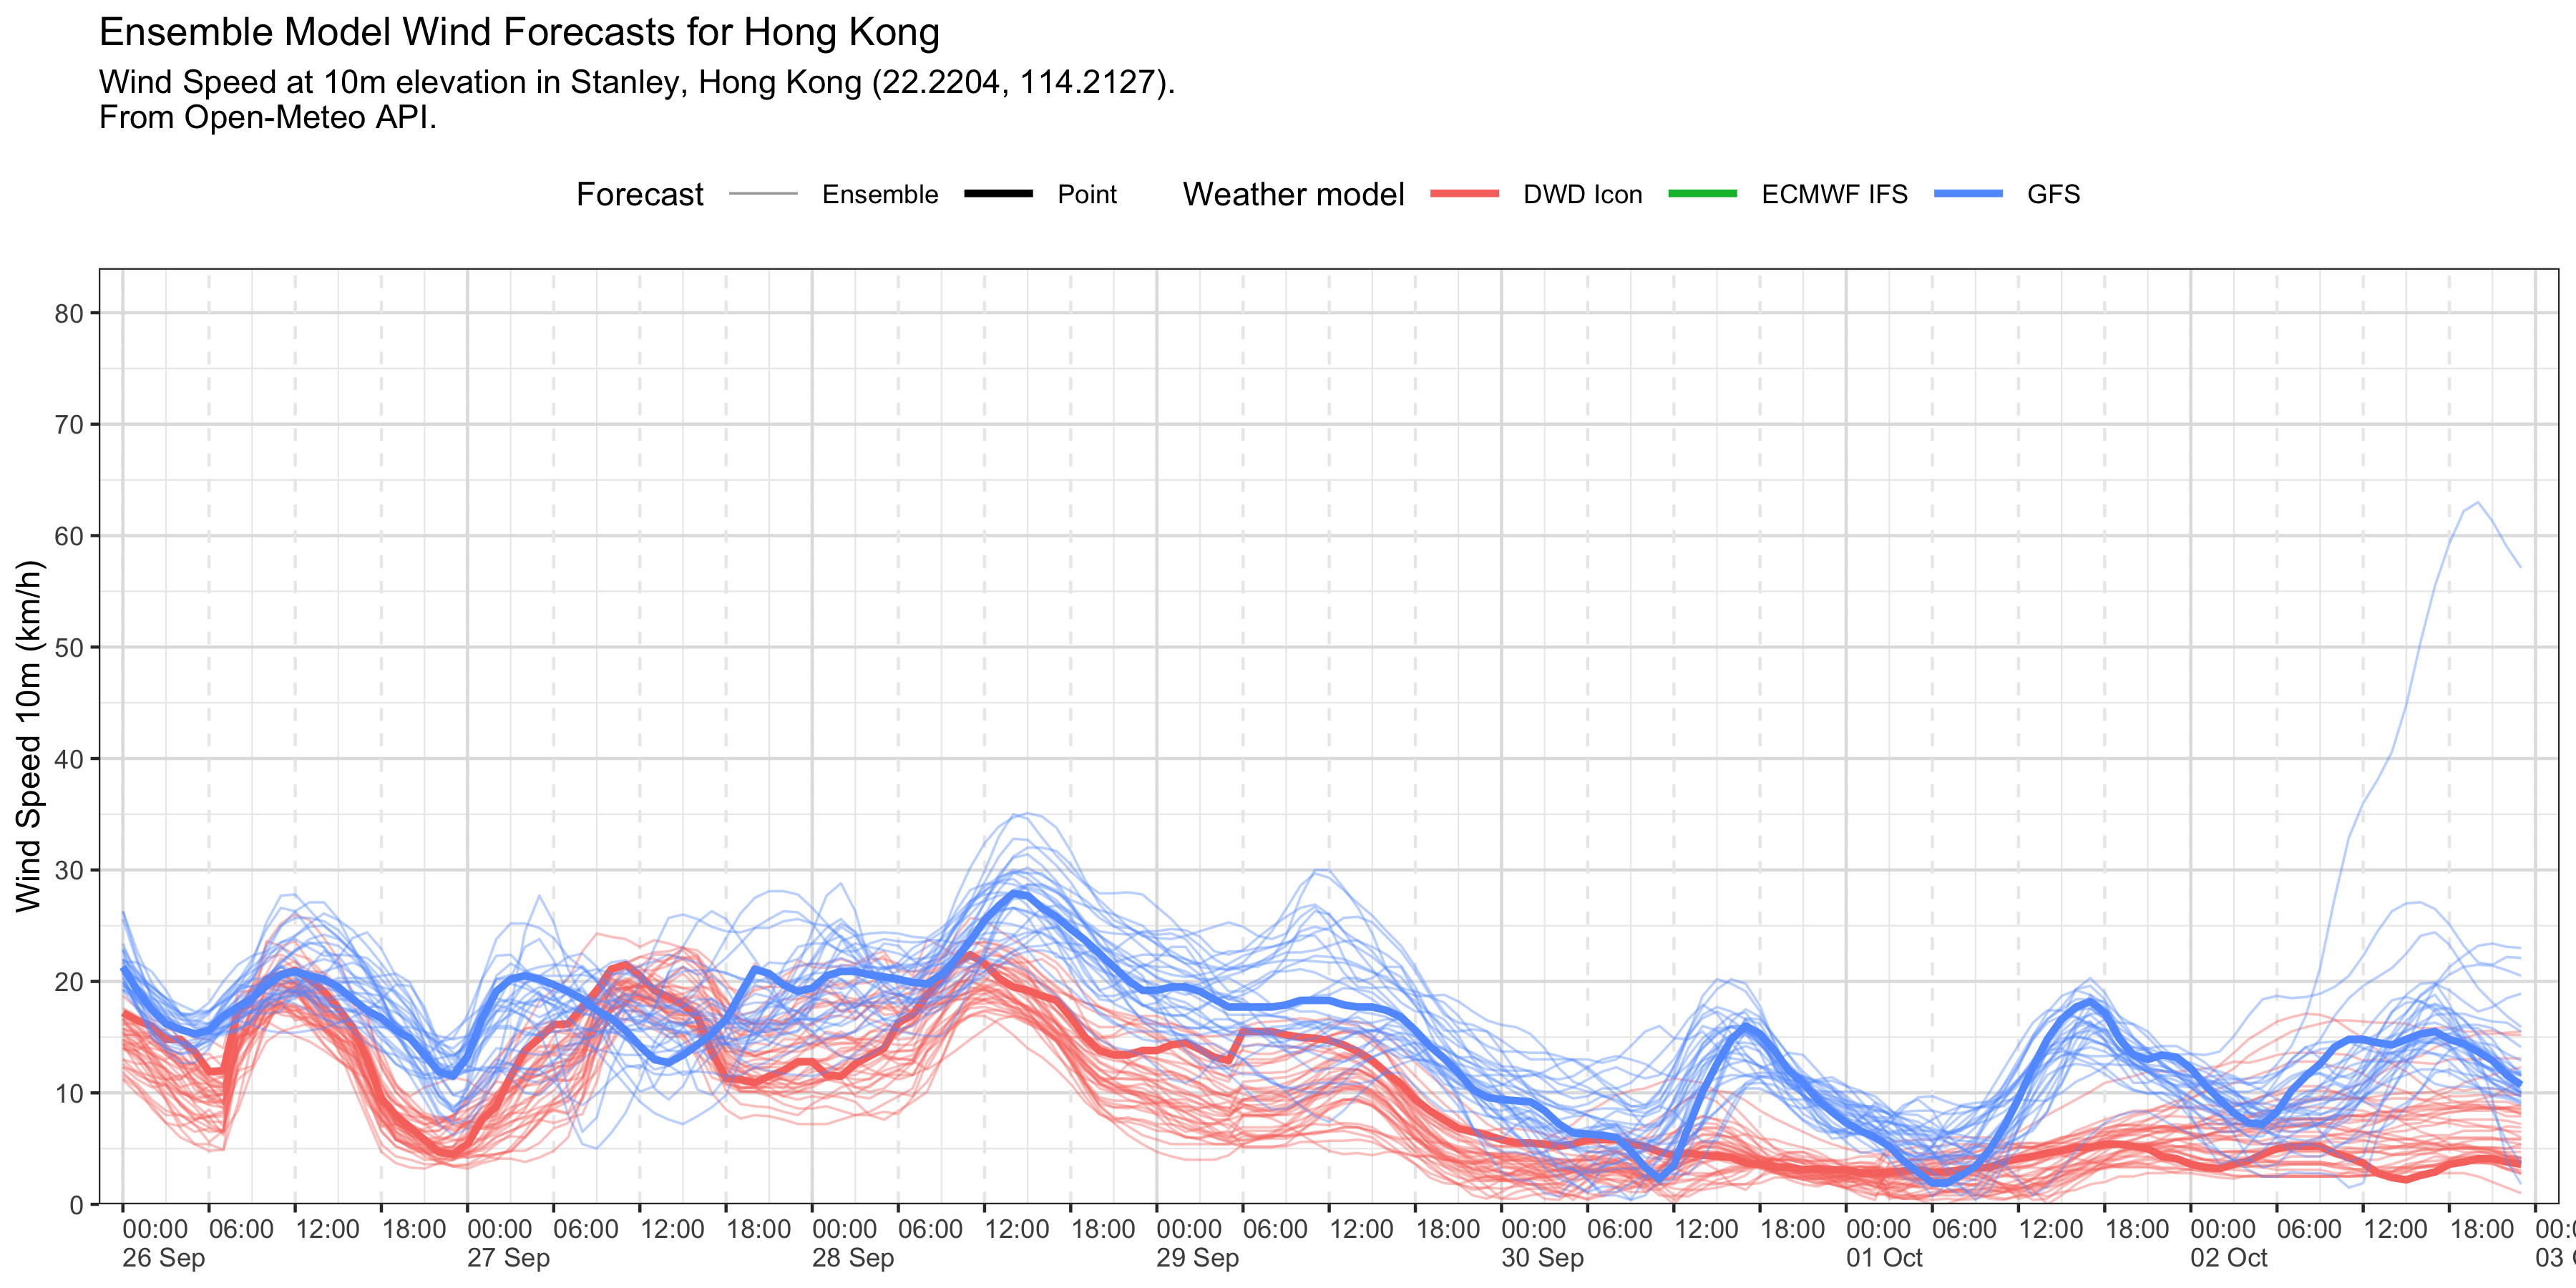 Ensemble Model Wind Forecasts for Hong Kong
Wind Speed at 10m elevation in Stanley, Hong Kong (22.2204, 114.2127).
From Open-Meteo API.
Forecast Ensemble Point Weather model DWD Icon ECMWF IFS GFS
Wind Speed 10m (km/h)
80
70
60
50
40
30
20
10
0
00:00 06:00 12:00 18:00 00:00 06:00 12:00 18:00 00:00 06:00 12:00 18:00 00:00 06:00 12:00 18:00 00:00 06:00 12:00 18:00 00:00 06:00 12:00 18:00 00:00 06:00 12:00 18:00
26 Sep 27 Sep 28 Sep 29 Sep 30 Sep 01 Oct 02 Oct 03